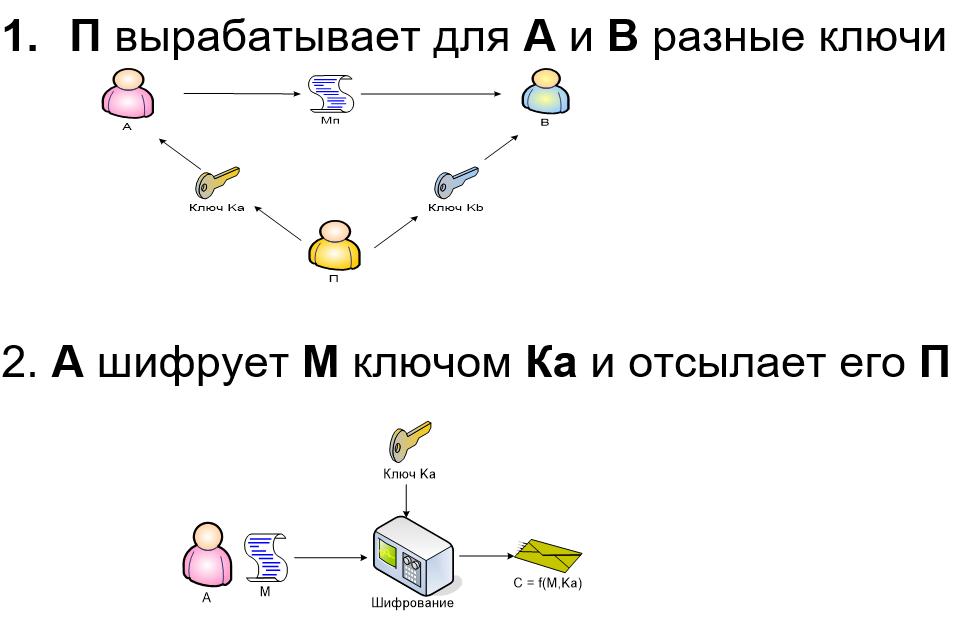 1. П вырабатывает для А и В разные ключи
А
Мп
В
Ключ Ка
Ключ Kb
П
2. А шифрует М ключом Ка и отсылает его П
Ключ Ка
А
М
Шифрование
C = f(M,Ka)